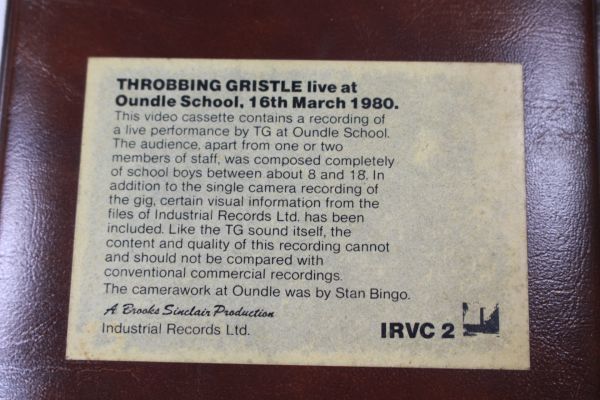 THROBBING GRISTLE live at
Oundle School, 16th March 1980.
This video cassette contains a recording of
a live performance by TG at Oundle School.
The audience, apart from one or two
members of staff, was composed completely
of school boys between about 8 and 18. In
addition to the single camera recording of
the gig, certain visual information from the
files of Industrial Records Ltd. has been
included. Like the TG sound itself, the
content and quality of this recording cannot
and should not be compared with
conventional commercial recordings.
The camerawork at Oundle was by Stan Bingo.
A Brooks Sinclair Production
Industrial Records Ltd.
IRVC 2